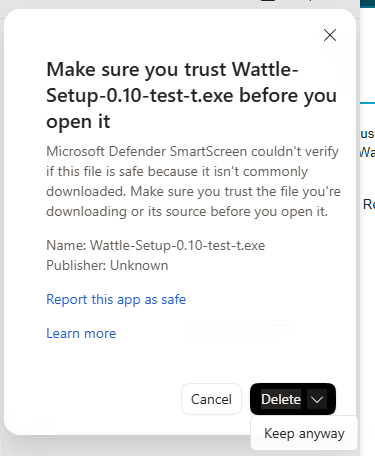 Make sure you trust Wattle-
Setup-0.10-test-t.exe before you
open it
Microsoft Defender SmartScreen couldn't verify
if this file is safe because it isn't commonly
downloaded. Make sure you trust the file you're
downloading or its source before you open it.
Name: Wattle-Setup-0.10-test-t.exe
Publisher: Unknown
Report this app as safe
Learn more
Cancel
Delete
Keep anyway